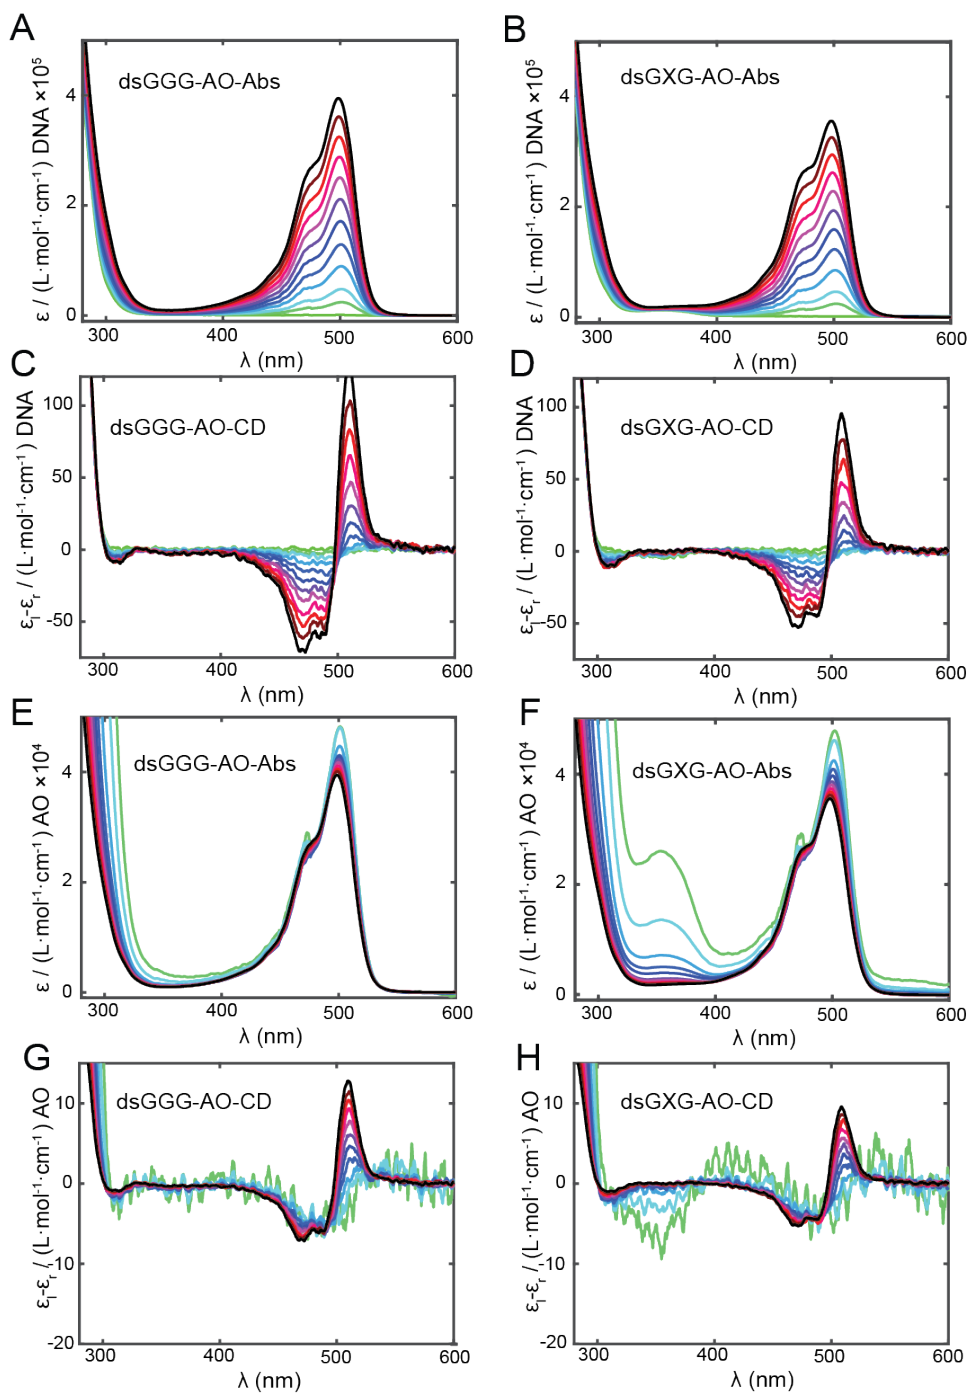 A
ε / (L·mol⁻¹·cm⁻¹ ) DNA ×10⁵
dsGGG-AO-Abs
4
2
0
300 400 500 600
λ (nm)
B
ε / (L·mol⁻¹·cm⁻¹ ) DNA ×10⁵
dsGXG-AO-Abs
4
2
0
300 400 500 600
λ (nm)
C
εl-εr / (L·mol⁻¹·cm⁻¹ ) DNA
dsGGG-AO-CD
100
50
0
-50
300 400 500 600
λ (nm)
D
εl-εr / (L·mol⁻¹·cm⁻¹ ) DNA
dsGXG-AO-CD
100
50
0
-50
300 400 500 600
λ (nm)
E
ε / (L·mol⁻¹·cm⁻¹ ) AO ×10⁴
dsGGG-AO-Abs
4
2
0
300 400 500 600
λ (nm)
F
ε / (L·mol⁻¹·cm⁻¹ ) AO ×10⁴
dsGXG-AO-Abs
4
2
0
300 400 500 600
λ (nm)
G
εl-εr / (L·mol⁻¹·cm⁻¹ ) AO
dsGGG-AO-CD
10
0
-10
-20
300 400 500 600
λ (nm)
H
εl-εr / (L·mol⁻¹·cm⁻¹ ) AO
dsGXG-AO-CD
10
0
-10
-20
300 400 500 600
λ (nm)